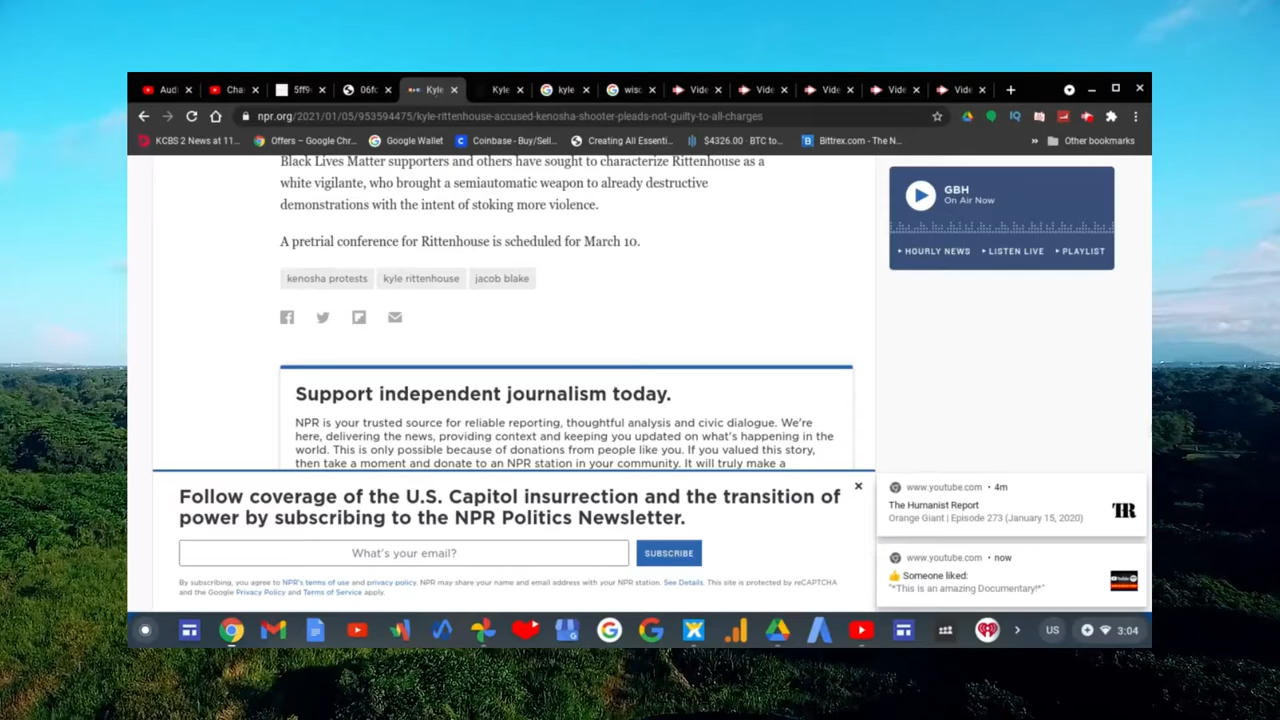 Audi
Cha
5ff9
06fc
Kyle
Kyle
kyle
wisc
Vide
Vide
Vide
Vide
Vide
npr.org/2021/01/05/953594475/kyle-rittenhouse-accused-kenosha-shooter-pleads-not-guilty-to-all-charges
KCBS 2 News at 11...
Offers – Google Chr...
Google Wallet
Coinbase - Buy/Sell...
Creating All Essenti...
$4326.00 · BTC to...
Bittrex.com - The N...
»
Other bookmarks
Black Lives Matter supporters and others have sought to characterize Rittenhouse as a
white vigilante, who brought a semiautomatic weapon to already destructive
demonstrations with the intent of stoking more violence.
A pretrial conference for Rittenhouse is scheduled for March 10.
kenosha protests
kyle rittenhouse
jacob blake
GBH
On Air Now
HOURLY NEWS
LISTEN LIVE
PLAYLIST
Support independent journalism today.
NPR is your trusted source for reliable reporting, thoughtful analysis and civic dialogue. We're
here, delivering the news, providing context and keeping you updated on what's happening in the
world. This is only possible because of donations from people like you. If you valued this story,
then take a moment and donate to an NPR station in your community. It will truly make a
Follow coverage of the U.S. Capitol insurrection and the transition of
power by subscribing to the NPR Politics Newsletter.
What's your email?
SUBSCRIBE
By subscribing, you agree to NPR's terms of use and privacy policy. NPR may share your name and email address with your NPR station. See Details. This site is protected by reCAPTCHA
and the Google Privacy Policy and Terms of Service apply.
www.youtube.com • 4m
The Humanist Report
Orange Giant | Episode 273 (January 15, 2020)
www.youtube.com • now
👍 Someone liked:
"*This is an amazing Documentary!*"
US
3:04